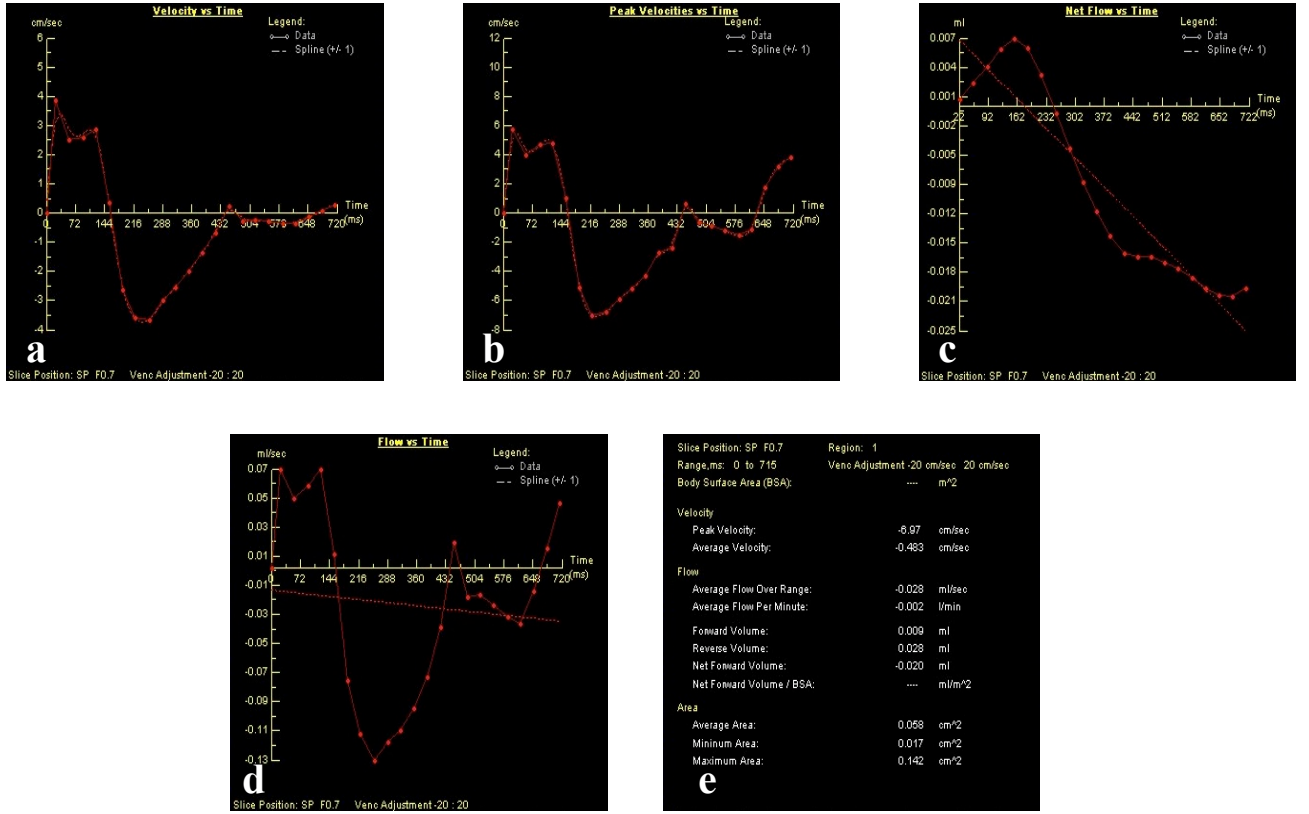 Velocity vs Time
cm/sec
Legend:
Data
Spline (+/- 1)
6
5
4
3
2
1
0
-1
-2
-3
-4
Time
(ms)
0 72 144 216 288 360 432 504 576 648 720
a
Slice Position: SP F0.7 Venc Adjustment -20 : 20
Peak Velocities vs Time
cm/sec
Legend:
Data
Spline (+/- 1)
12
10
8
6
4
2
0
-2
-4
-6
-8
Time
(ms)
0 72 144 216 288 360 432 504 576 648 720
b
Slice Position: SP F0.7 Venc Adjustment -20 : 20
Net Flow vs Time
ml
Legend:
Data
Spline (+/- 1)
0.007
0.004
0.001
-0.002
-0.005
-0.009
-0.012
-0.015
-0.018
-0.021
-0.025
Time
(ms)
22 92 162 232 302 372 442 512 582 652 722
c
Slice Position: SP F0.7 Venc Adjustment -20 : 20
Flow vs Time
ml/sec
Legend:
Data
Spline (+/- 1)
0.07
0.05
0.03
0.01
-0.01
-0.03
-0.05
-0.07
-0.09
-0.11
-0.13
Time
(ms)
0 72 144 216 288 360 432 504 576 648 720
d
Slice Position: SP F0.7 Venc Adjustment -20 : 20
Slice Position: SP F0.7 Region: 1
Range,ms: 0 to 715 Venc Adjustment -20 cm/sec 20 cm/sec
Body Surface Area (BSA): ---- m^2
Velocity
Peak Velocity: -6.97 cm/sec
Average Velocity: -0.483 cm/sec
Flow
Average Flow Over Range: -0.028 ml/sec
Average Flow Per Minute: -0.002 l/min
Forward Volume: 0.009 ml
Reverse Volume: 0.028 ml
Net Forward Volume: -0.020 ml
Net Forward Volume / BSA: ---- ml/m^2
Area
Average Area: 0.058 cm^2
Mininum Area: 0.017 cm^2
Maximum Area: 0.142 cm^2
e